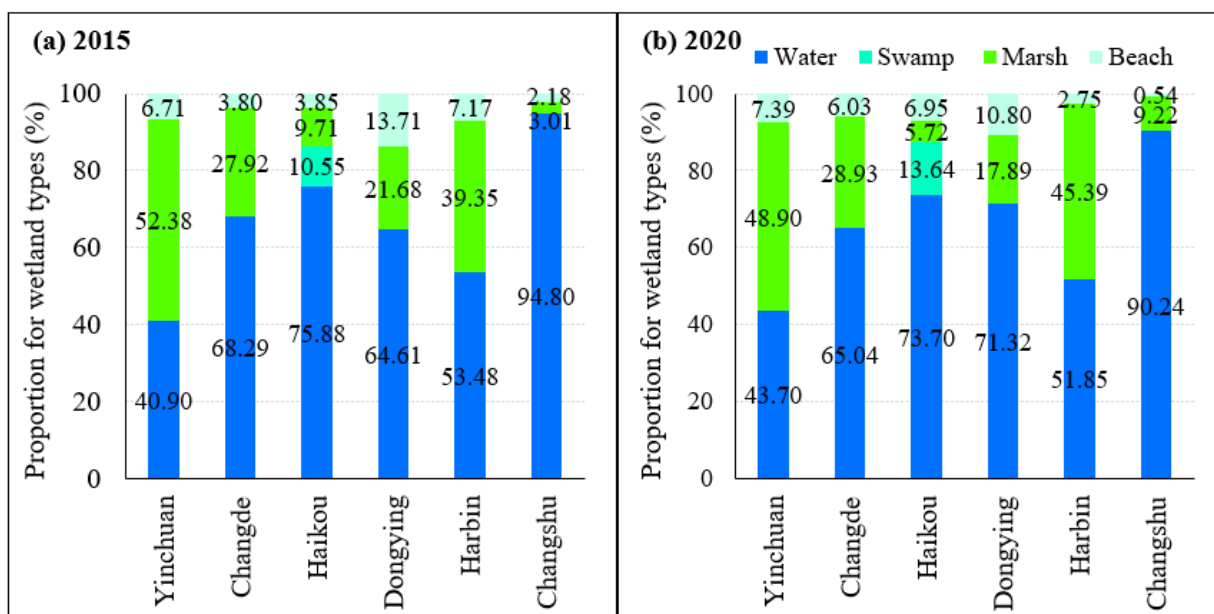 (a) 2015
Proportion for wetland types (%)
100
80
60
40
20
0
6.71
52.38
40.90
3.80
27.92
68.29
3.85
9.71
10.55
75.88
13.71
21.68
64.61
7.17
39.35
53.48
2.18
3.01
94.80
Yinchuan
Changde
Haikou
Dongying
Harbin
Changshu
(b) 2020
Water Swamp Marsh Beach
Proportion for wetland types (%)
100
80
60
40
20
0
7.39
48.90
43.70
6.03
28.93
65.04
6.95
5.72
13.64
73.70
10.80
17.89
71.32
2.75
45.39
51.85
0.54
9.22
90.24
Yinchuan
Changde
Haikou
Dongying
Harbin
Changshu